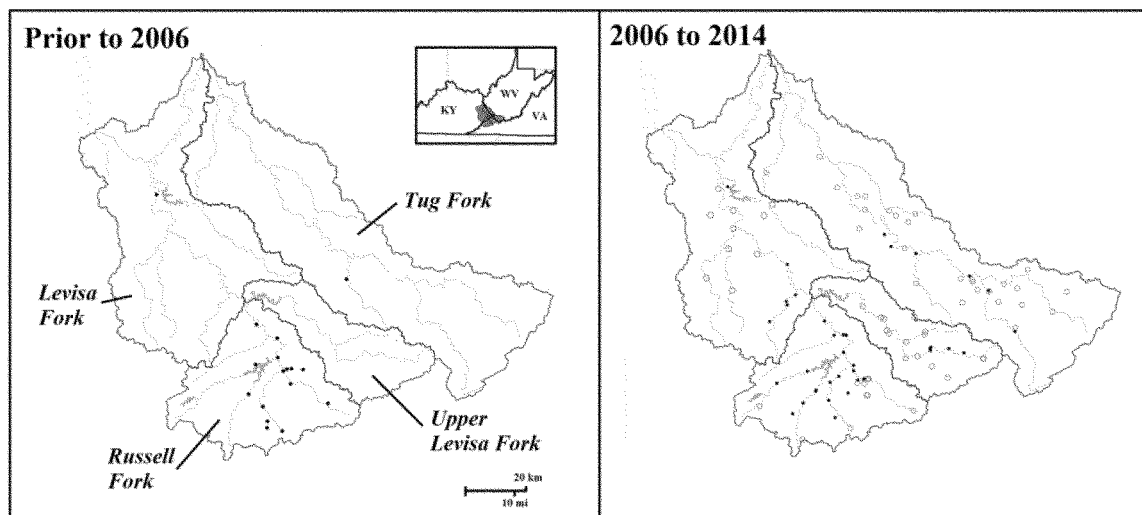 Prior to 2006
KY
WV
VA
Tug Fork
Levisa
Fork
Upper
Levisa Fork
Russell
Fork
20 km
10 mi
2006 to 2014